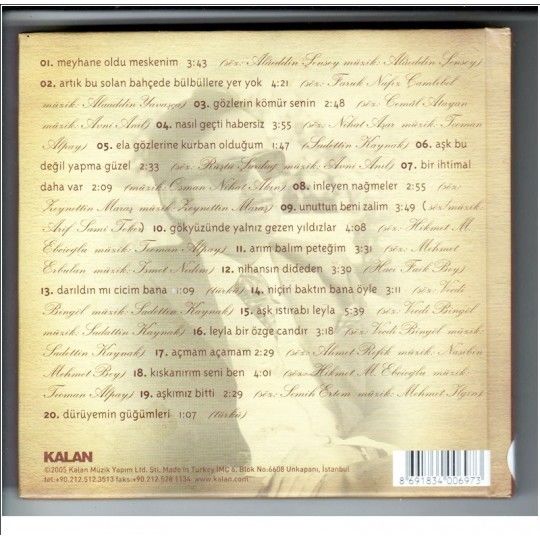 01. meyhane oldu meskenim 3:43 (söz: Alâeddin Şensoy müzik: Alâeddin Şensoy)
02. artık bu solan bahçede bülbüllere yer yok 4:21 (söz: Faruk Nafiz Çamlıbel
müzik: Alaeddin Yavaşça) 03. gözlerin kömür senin 2:48 (söz: Cemâl
müzik: Avni Anıl) 04. nasıl geçti habersiz 3:55 (söz: Nihat Aşar müzik: Teoman
Alpay) 05. ela gözlerine kurban olduğum 1:47 (Sadettin Kaynak) 06. aşk bu
değil yapma güzel 2:33 (söz: Rüştü Şardağ müzik: Avni Anıl) 07. bir ihtimal
daha var 2:09 (müzik: Osman Nihat Akın) 08. inleyen nağmeler 2:55 (söz:
Zeynettin Maraş müzik: Zeynettin Maraş) 09. unuttun beni zalim 3:49 (söz/müzik:
Arif Sami Toker) 10. gökyüzünde yalnız gezen yıldızlar 4:08 (söz: Hikmet M.
Ebcioğlu müzik: Teoman Alpay) 11. arım balım peteğim 3:31 (söz: Mehmet
Erbulan müzik: İsmet Nedim) 12. nihansın dideden 3:30 (Hacı Faik Bey)
13. darıldın mı cicim bana 1:09 (türkü) 14. niçin baktın bana öyle 3:11 (söz: Vecdi
Bingöl müzik: Sadettin Kaynak) 15. aşk ıstırabı leyla 5:39 (söz: Vecdi Bingöl
müzik: Sadettin Kaynak) 16. leyla bir özge candır 3:18 (söz: Vecdi Bingöl müzik:
Sadettin Kaynak) 17. açmam açamam 2:29 (söz: Ahmet Refik müzik: Nasibin
Mehmet Bey) 18. kıskanırım seni ben 4:01 (söz: Hikmet M. Ebcioğlu müzik:
Teoman Alpay) 19. aşkımız bitti 2:29 (söz: Semih Ertem müzik: Mehmet Ilgın)
20. dürüyemin güğümleri 1:07 (türkü)
KALAN
©2005 Kalan Müzik Yapım Ltd. Şti. Made in Turkey İMÇ 6. Blok No:6608 Unkapanı, İstanbul
tel:+90.212.512.3513 faks:+90.212.528 1134 www.kalan.com
8 691834 006973